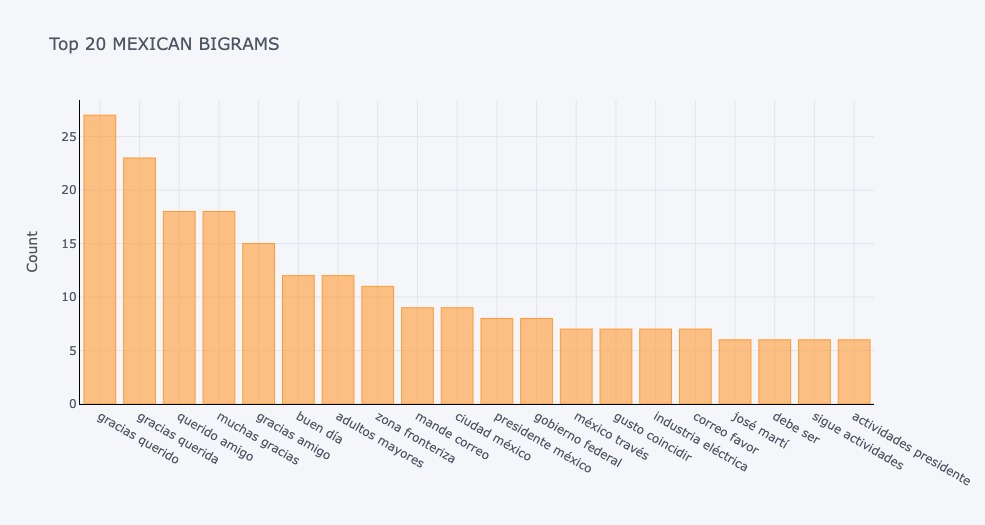 Top 20 MEXICAN BIGRAMS
Count
25
20
15
10
5
0
gracias querido
gracias querida
querido amigo
muchas gracias
gracias amigo
buen día
adultos mayores
zona fronteriza
mande correo
ciudad méxico
presidente méxico
gobierno federal
méxico través
gusto coincidir
industria eléctrica
correo favor
josé martí
debe ser
sigue actividades
actividades presidente